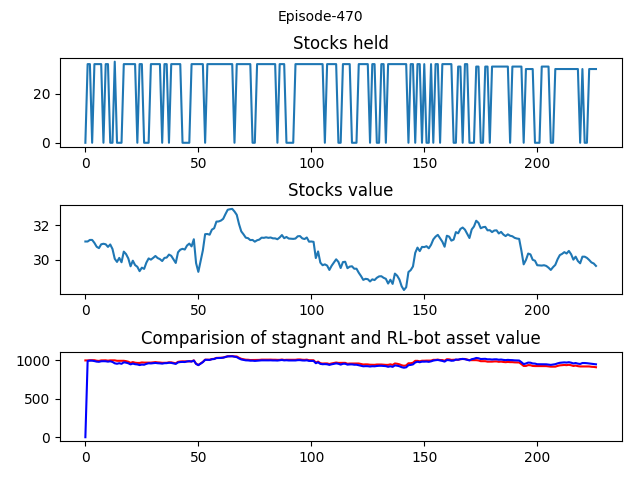 Episode-470
Stocks held
20
0
0 50 100 150 200
Stocks value
32
30
0 50 100 150 200
Comparision of stagnant and RL-bot asset value
1000
500
0
0 50 100 150 200